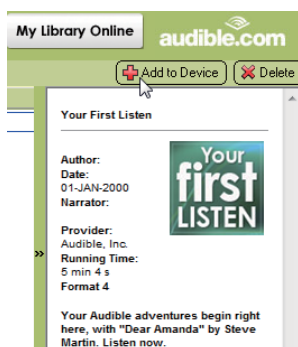 My Library Online
audible.com
Add to Device
Delete
Your First Listen
Your
first
LISTEN
Author:
Date:
01-JAN-2000
Narrator:
Provider:
Audible, Inc.
Running Time:
5 min 4 s
Format 4
»
Your Audible adventures begin right
here, with "Dear Amanda" by Steve
Martin. Listen now.